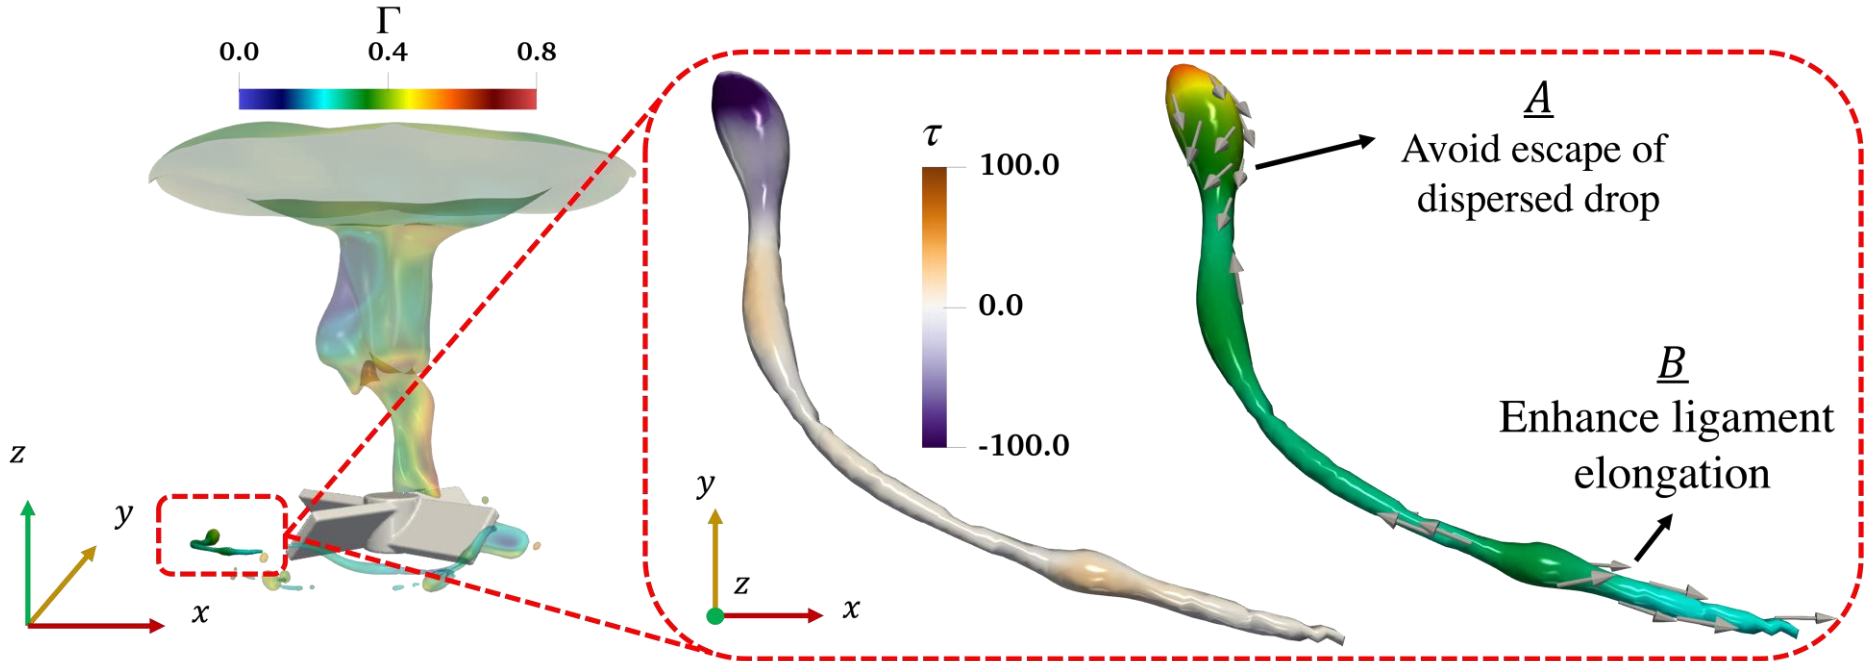 Γ
0.0 0.4 0.8
z
y
x
τ
100.0
0.0
-100.0
y
z
x
A
Avoid escape of
dispersed drop
B
Enhance ligament
elongation